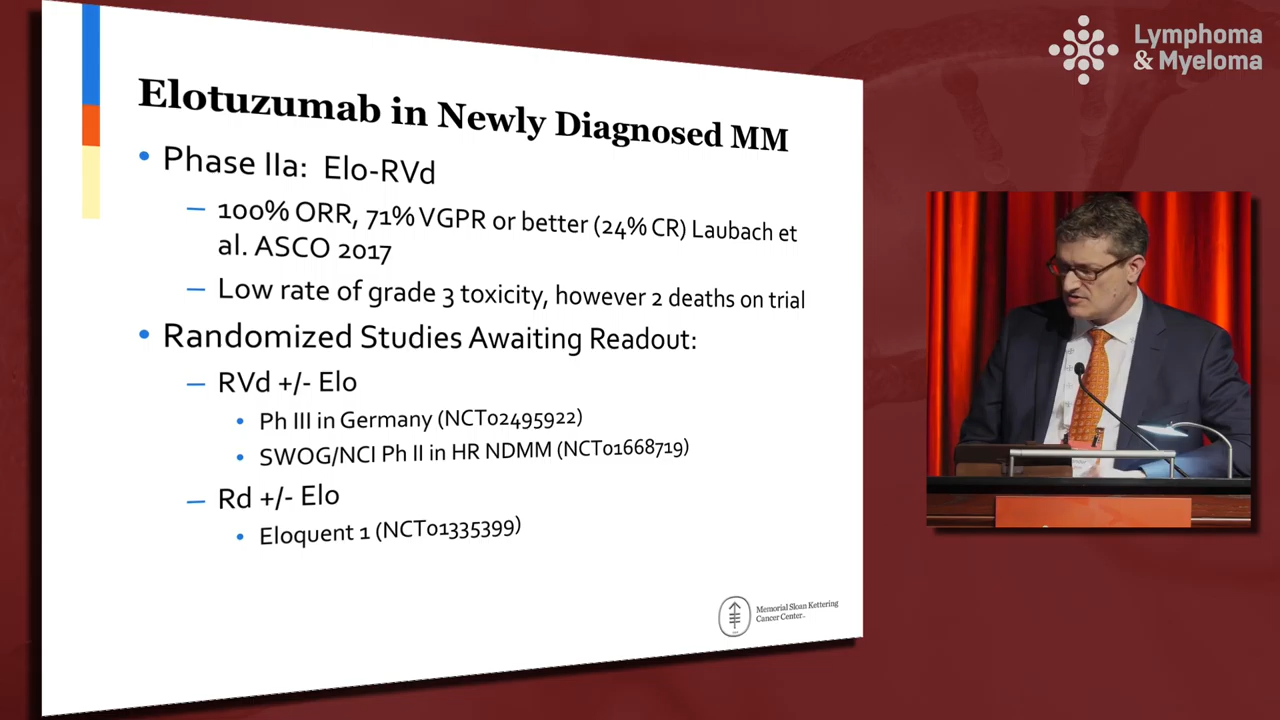 Lymphoma
& Myeloma
Elotuzumab in Newly Diagnosed MM
• Phase IIa: Elo-RVd
– 100% ORR, 71% VGPR or better (24% CR) Laubach et
al. ASCO 2017
– Low rate of grade 3 toxicity, however 2 deaths on trial
• Randomized Studies Awaiting Readout:
– RVd +/- Elo
• Ph III in Germany (NCT02495922)
• SWOG/NCI Ph II in HR NDMM (NCT01668719)
– Rd +/- Elo
• Eloquent 1 (NCT01335399)
Memorial Sloan Kettering
Cancer Center